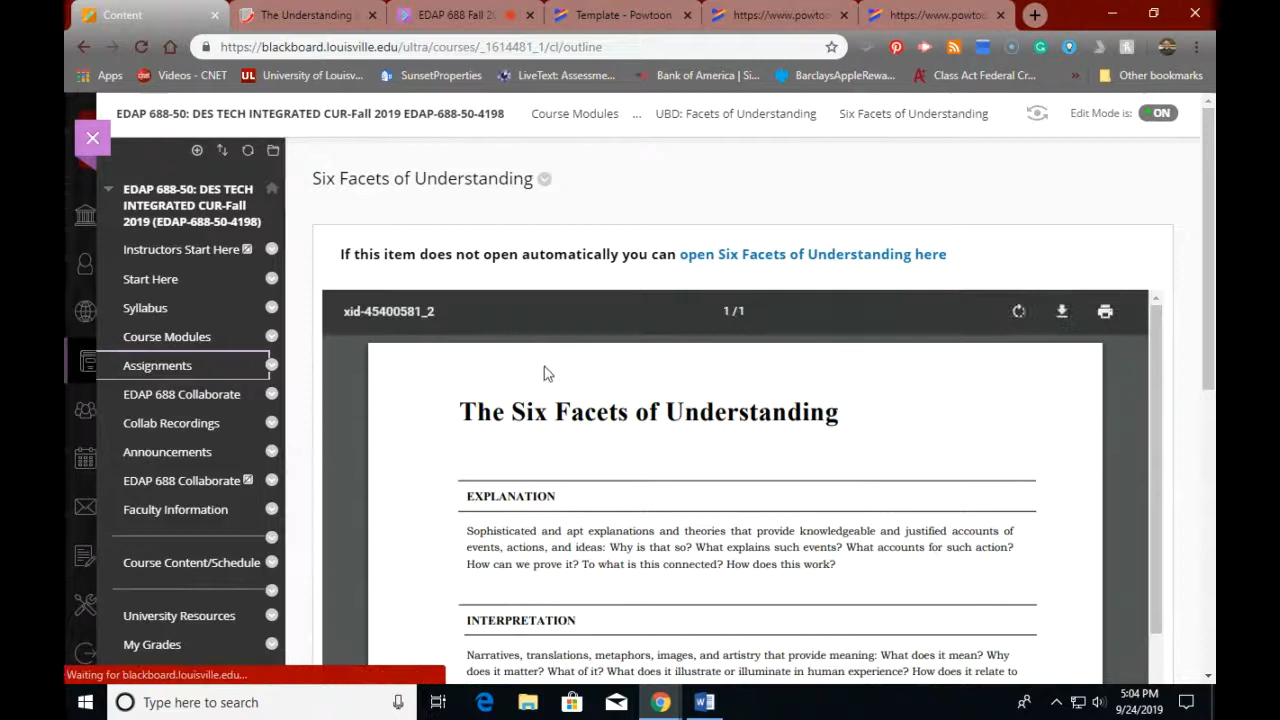 Content
The Understanding
EDAP 688 Fall 20
Template - Powtoon
https://www.powto
https://www.powto
https://blackboard.louisville.edu/ultra/courses/_1614481_1/cl/outline
Apps
Videos - CNET
University of Louisv...
SunsetProperties
LiveText: Assessme...
Bank of America | Si...
BarclaysAppleRewa...
Class Act Federal Cr...
»
Other bookmarks
EDAP 688-50: DES TECH INTEGRATED CUR-Fall 2019 EDAP-688-50-4198
Course Modules
...
UBD: Facets of Understanding
Six Facets of Understanding
Edit Mode is:
ON
EDAP 688-50: DES TECH
INTEGRATED CUR-Fall
2019 (EDAP-688-50-4198)
Instructors Start Here
Start Here
Syllabus
Course Modules
Assignments
EDAP 688 Collaborate
Collab Recordings
Announcements
EDAP 688 Collaborate
Faculty Information
Course Content/Schedule
University Resources
My Grades
Six Facets of Understanding
If this item does not open automatically you can open Six Facets of Understanding here
xid-45400581_2
1 / 1
The Six Facets of Understanding
EXPLANATION
Sophisticated and apt explanations and theories that provide knowledgeable and justified accounts of
events, actions, and ideas: Why is that so? What explains such events? What accounts for such action?
How can we prove it? To what is this connected? How does this work?
INTERPRETATION
Narratives, translations, metaphors, images, and artistry that provide meaning: What does it mean? Why
does it matter? What of it? What does it illustrate or illuminate in human experience? How does it relate to
Waiting for blackboard.louisville.edu...
Type here to search
5:04 PM
9/24/2019